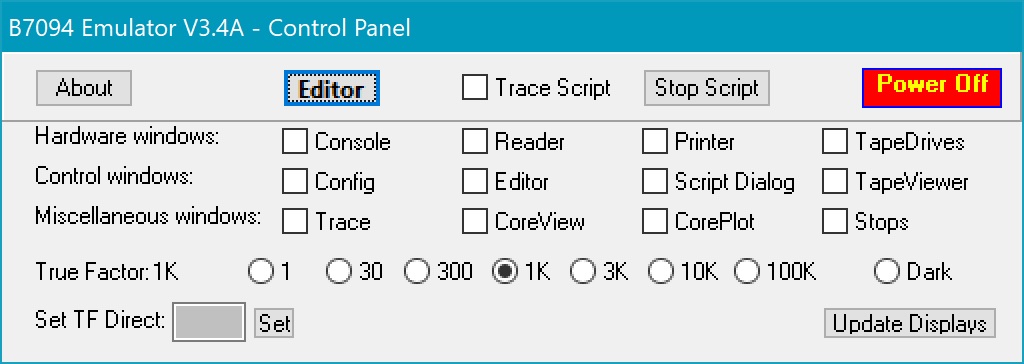 B7094 Emulator V3.4A - Control Panel
About Editor Trace Script Stop Script Power Off
Hardware windows: Console Reader Printer TapeDrives
Control windows: Config Editor Script Dialog TapeViewer
Miscellaneous windows: Trace CoreView CorePlot Stops
True Factor: 1K 1 30 300 1K 3K 10K 100K Dark
Set TF Direct: Set Update Displays